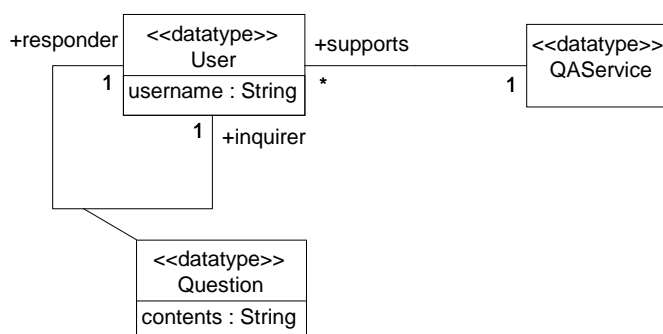 +responder
<<datatype>>
User
+supports
<<datatype>>
QAService
1
username : String
*
1
1
+inquirer
<<datatype>>
Question
contents : String